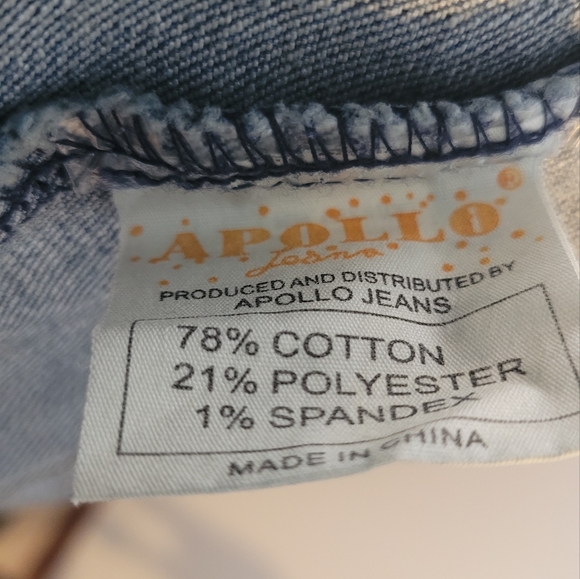 APOLLO®
Jeans
PRODUCED AND DISTRIBUTED BY
APOLLO JEANS
78% COTTON
21% POLYESTER
1% SPANDEX
MADE IN CHINA